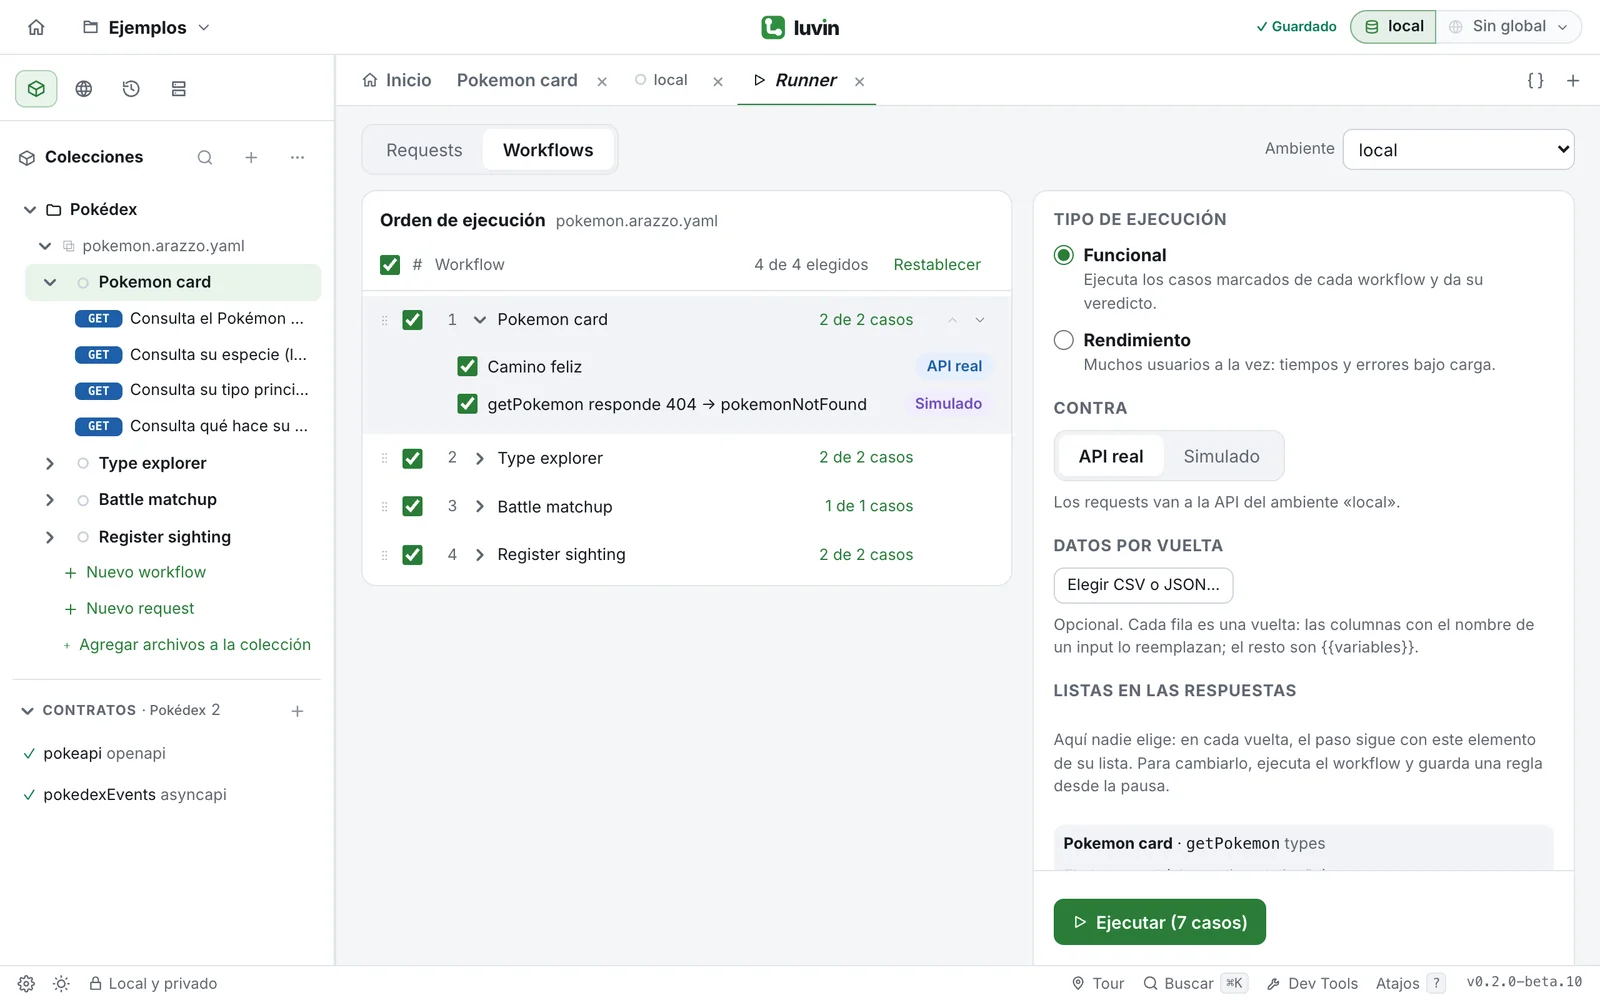 Ejemplos
luvin
Guardado
local
Sin global
Inicio
Pokemon card
local
Runner
{ }
Colecciones
Requests
Workflows
Ambiente
local
Pokédex
pokemon.arazzo.yaml
Pokemon card
GET Consulta el Pokémon ...
GET Consulta su especie (l...
GET Consulta su tipo princi...
GET Consulta qué hace su ...
Type explorer
Battle matchup
Register sighting
+ Nuevo workflow
+ Nuevo request
+ Agregar archivos a la colección
CONTRATOS · Pokédex 2
pokeapi openapi
pokedexEvents asyncapi
Orden de ejecución pokemon.arazzo.yaml
# Workflow 4 de 4 elegidos Restablecer
1 Pokemon card 2 de 2 casos
Camino feliz API real
getPokemon responde 404 → pokemonNotFound Simulado
2 Type explorer 2 de 2 casos
3 Battle matchup 1 de 1 casos
4 Register sighting 2 de 2 casos
TIPO DE EJECUCIÓN
Funcional
Ejecuta los casos marcados de cada workflow y da su
veredicto.
Rendimiento
Muchos usuarios a la vez: tiempos y errores bajo carga.
CONTRA
API real Simulado
Los requests van a la API del ambiente «local».
DATOS POR VUELTA
Elegir CSV o JSON...
Opcional. Cada fila es una vuelta: las columnas con el nombre de
un input lo reemplazan; el resto son {{variables}}.
LISTAS EN LAS RESPUESTAS
Aquí nadie elige: en cada vuelta, el paso sigue con este elemento
de su lista. Para cambiarlo, ejecuta el workflow y guarda una regla
desde la pausa.
Pokemon card · getPokemon types
Ejecutar (7 casos)
Local y privado
Tour
Buscar ⌘K
Dev Tools
Atajos ?
v0.2.0-beta.10